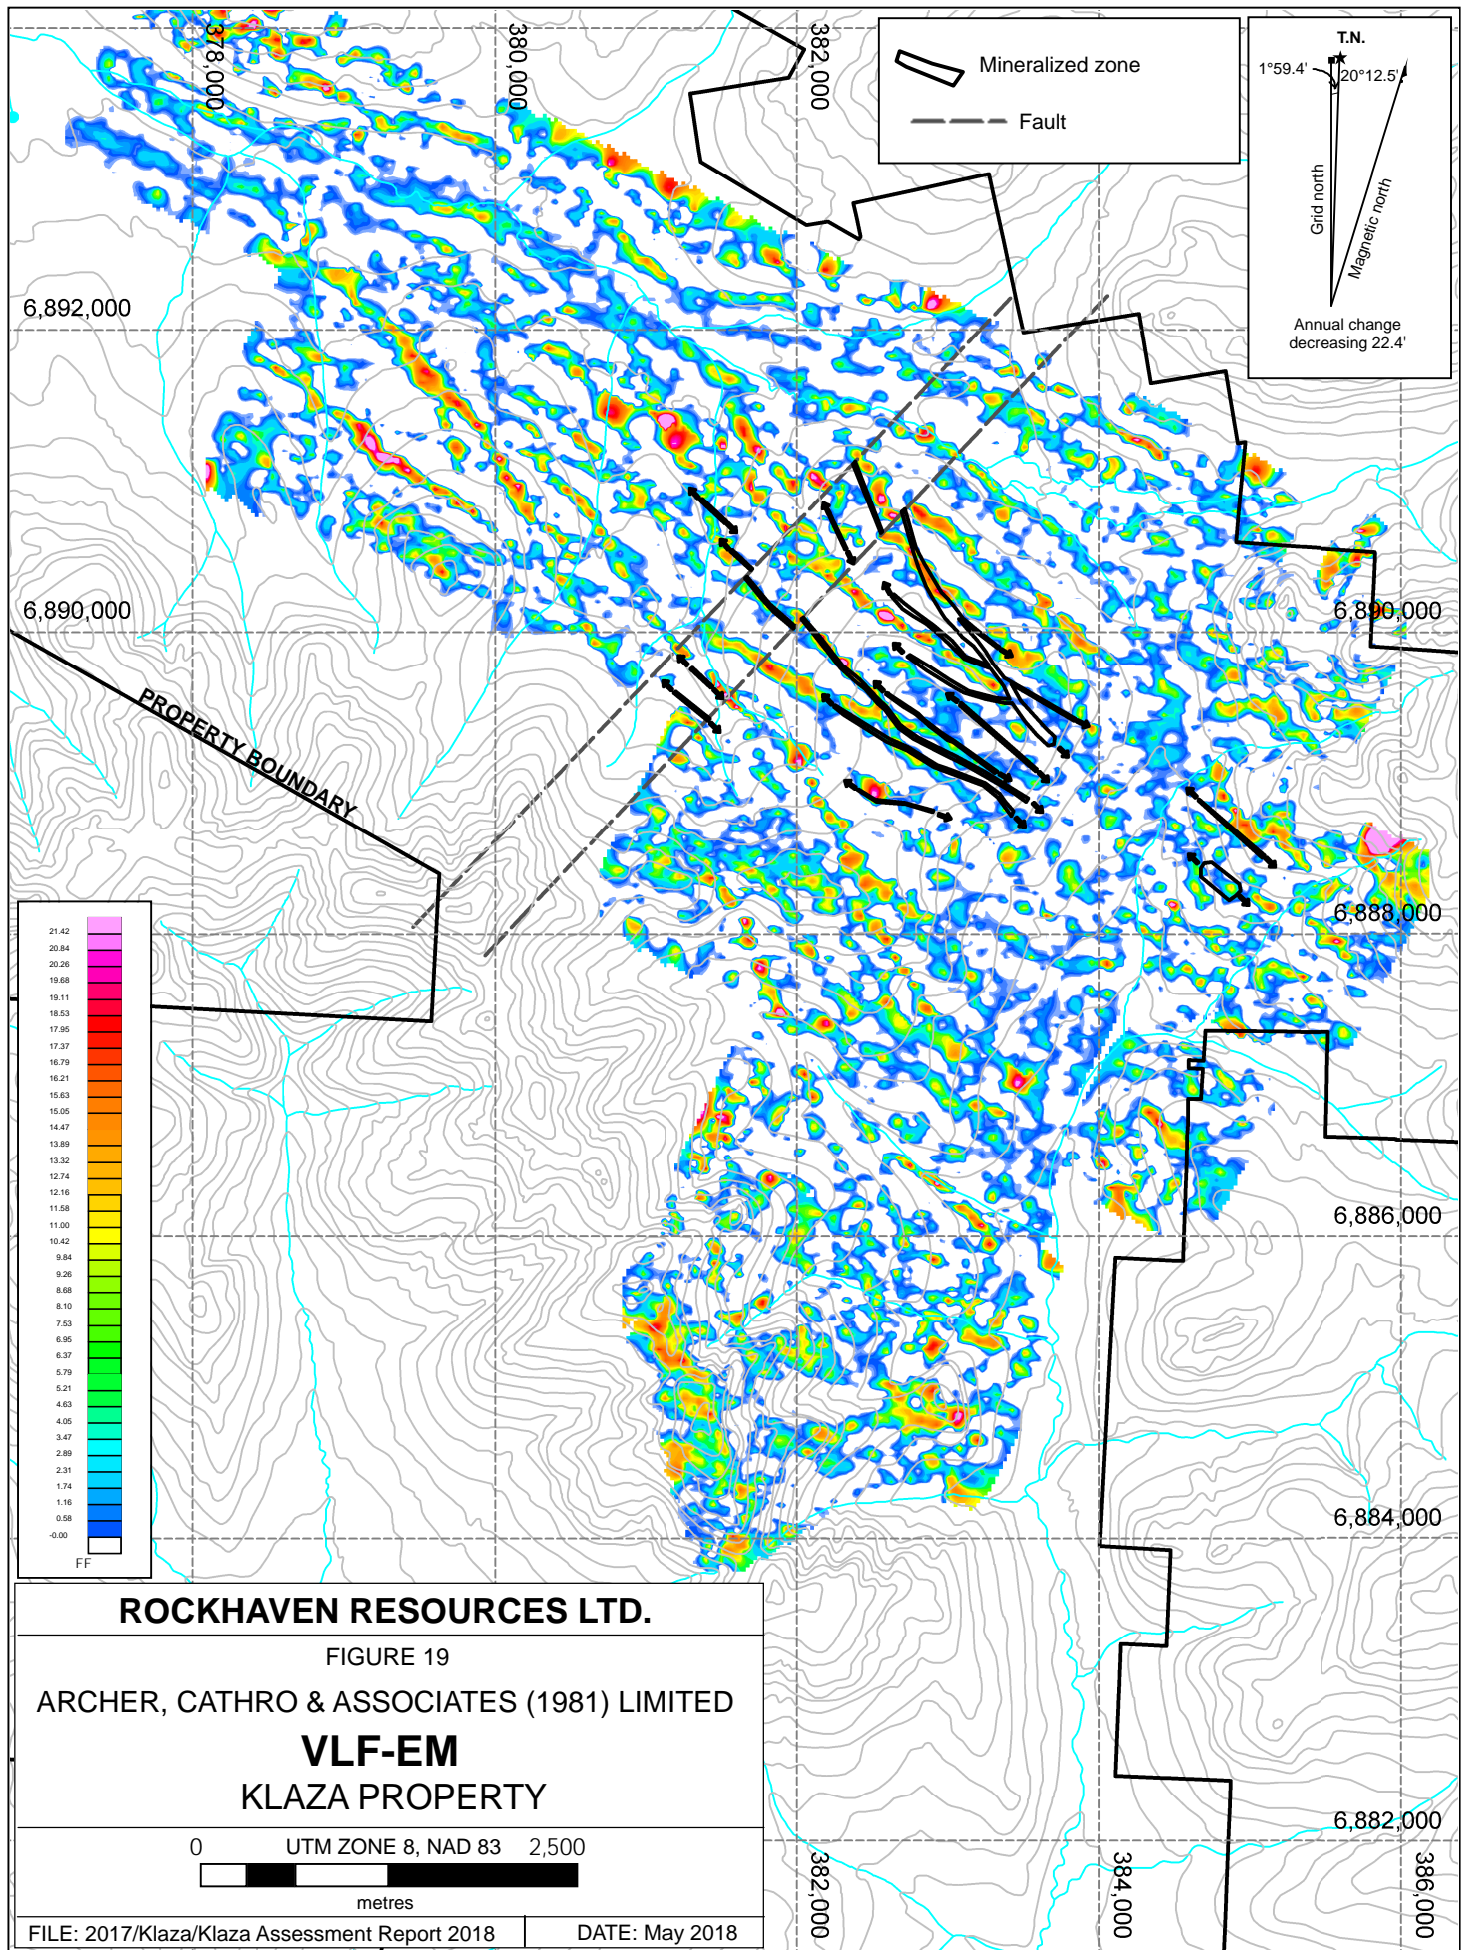 378,000
380,000
382,000
Mineralized zone
Fault
T.N.
1°59.4'
20°12.5'
Grid north
Magnetic north
Annual change
decreasing 22.4'
6,892,000
6,890,000
6,890,000
PROPERTY BOUNDARY
6,888,000
21.42
20.84
20.26
19.68
19.11
18.53
17.95
17.37
16.79
16.21
15.63
15.05
14.47
13.89
13.32
12.74
12.16
11.58
11.00
10.42
9.84
9.26
8.68
8.10
7.53
6.95
6.37
5.79
5.21
4.63
4.05
3.47
2.89
2.31
1.74
1.16
0.58
-0.00
FF
6,886,000
6,884,000
6,882,000
382,000
384,000
386,000
ROCKHAVEN RESOURCES LTD.
FIGURE 19
ARCHER, CATHRO & ASSOCIATES (1981) LIMITED
VLF-EM
KLAZA PROPERTY
0 UTM ZONE 8, NAD 83 2,500
metres
FILE: 2017/Klaza/Klaza Assessment Report 2018
DATE: May 2018